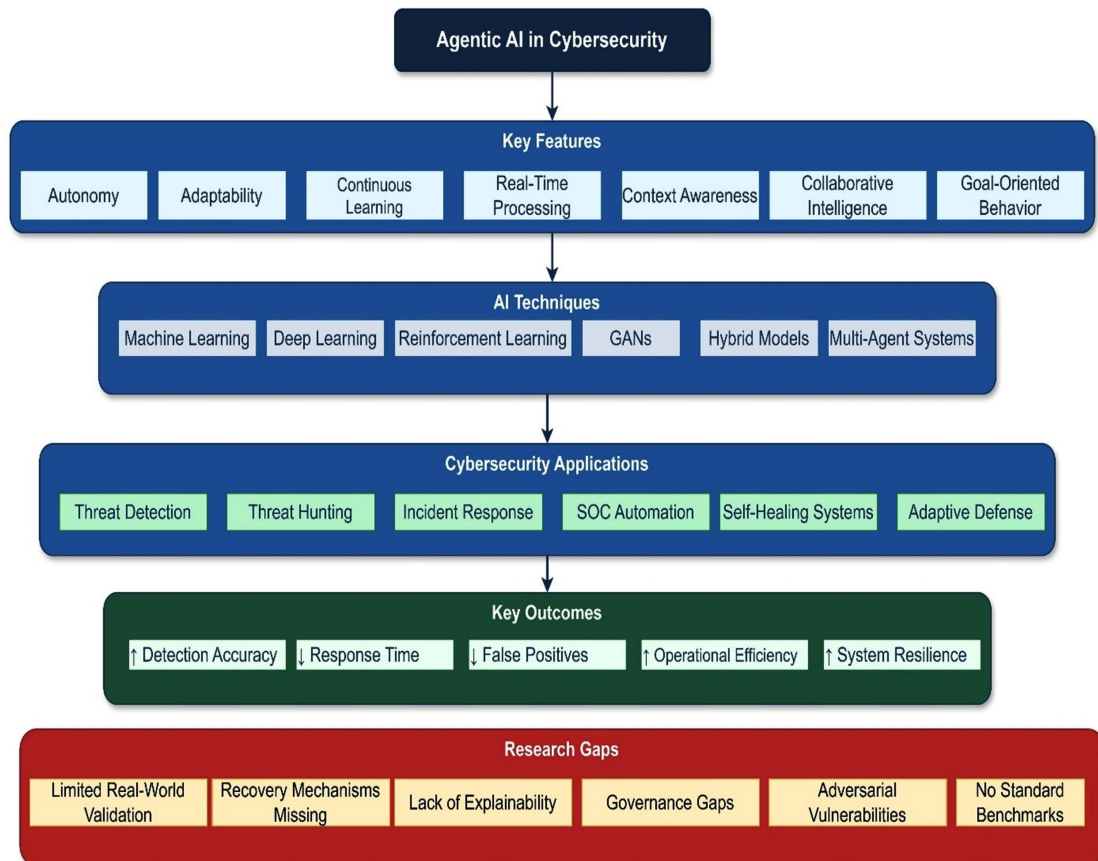 Agentic AI in Cybersecurity
Key Features
Autonomy
Adaptability
Continuous
Learning
Real-Time
Processing
Context Awareness
Collaborative
Intelligence
Goal-Oriented
Behavior
AI Techniques
Machine Learning
Deep Learning
Reinforcement Learning
GANs
Hybrid Models
Multi-Agent Systems
Cybersecurity Applications
Threat Detection
Threat Hunting
Incident Response
SOC Automation
Self-Healing Systems
Adaptive Defense
Key Outcomes
↑ Detection Accuracy
↓ Response Time
↓ False Positives
↑ Operational Efficiency
↑ System Resilience
Research Gaps
Limited Real-World
Validation
Recovery Mechanisms
Missing
Lack of Explainability
Governance Gaps
Adversarial
Vulnerabilities
No Standard
Benchmarks